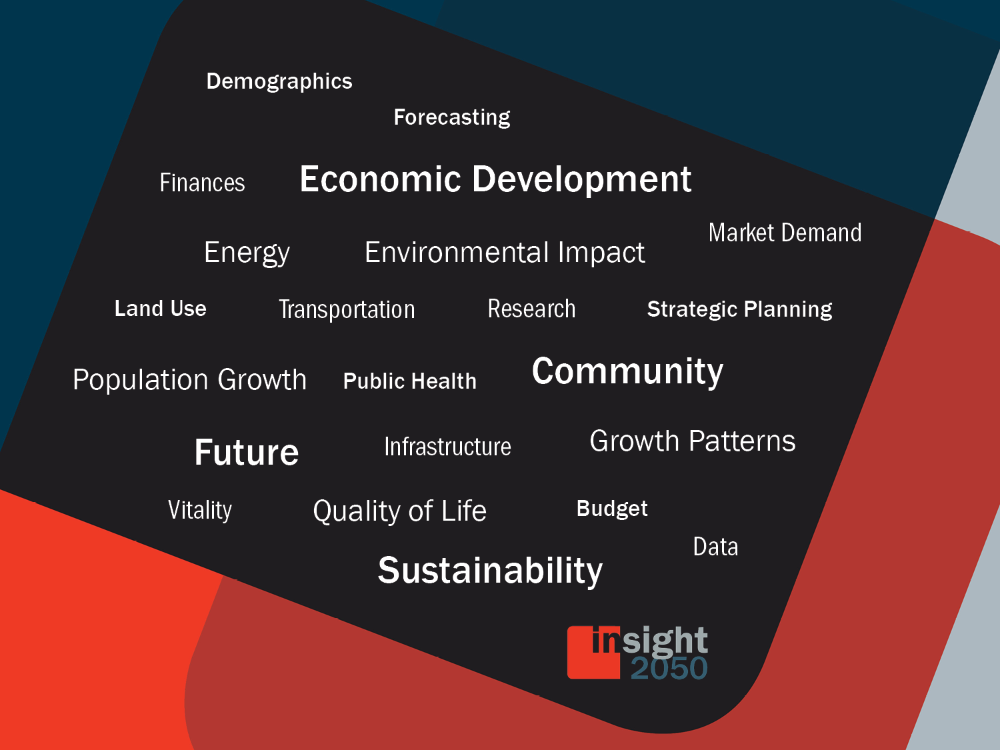 Demographics
Forecasting
Finances
Economic Development
Market Demand
Energy
Environmental Impact
Land Use
Transportation
Research
Strategic Planning
Population Growth
Public Health
Community
Future
Infrastructure
Growth Patterns
Vitality
Quality of Life
Budget
Data
Sustainability
insight
2050